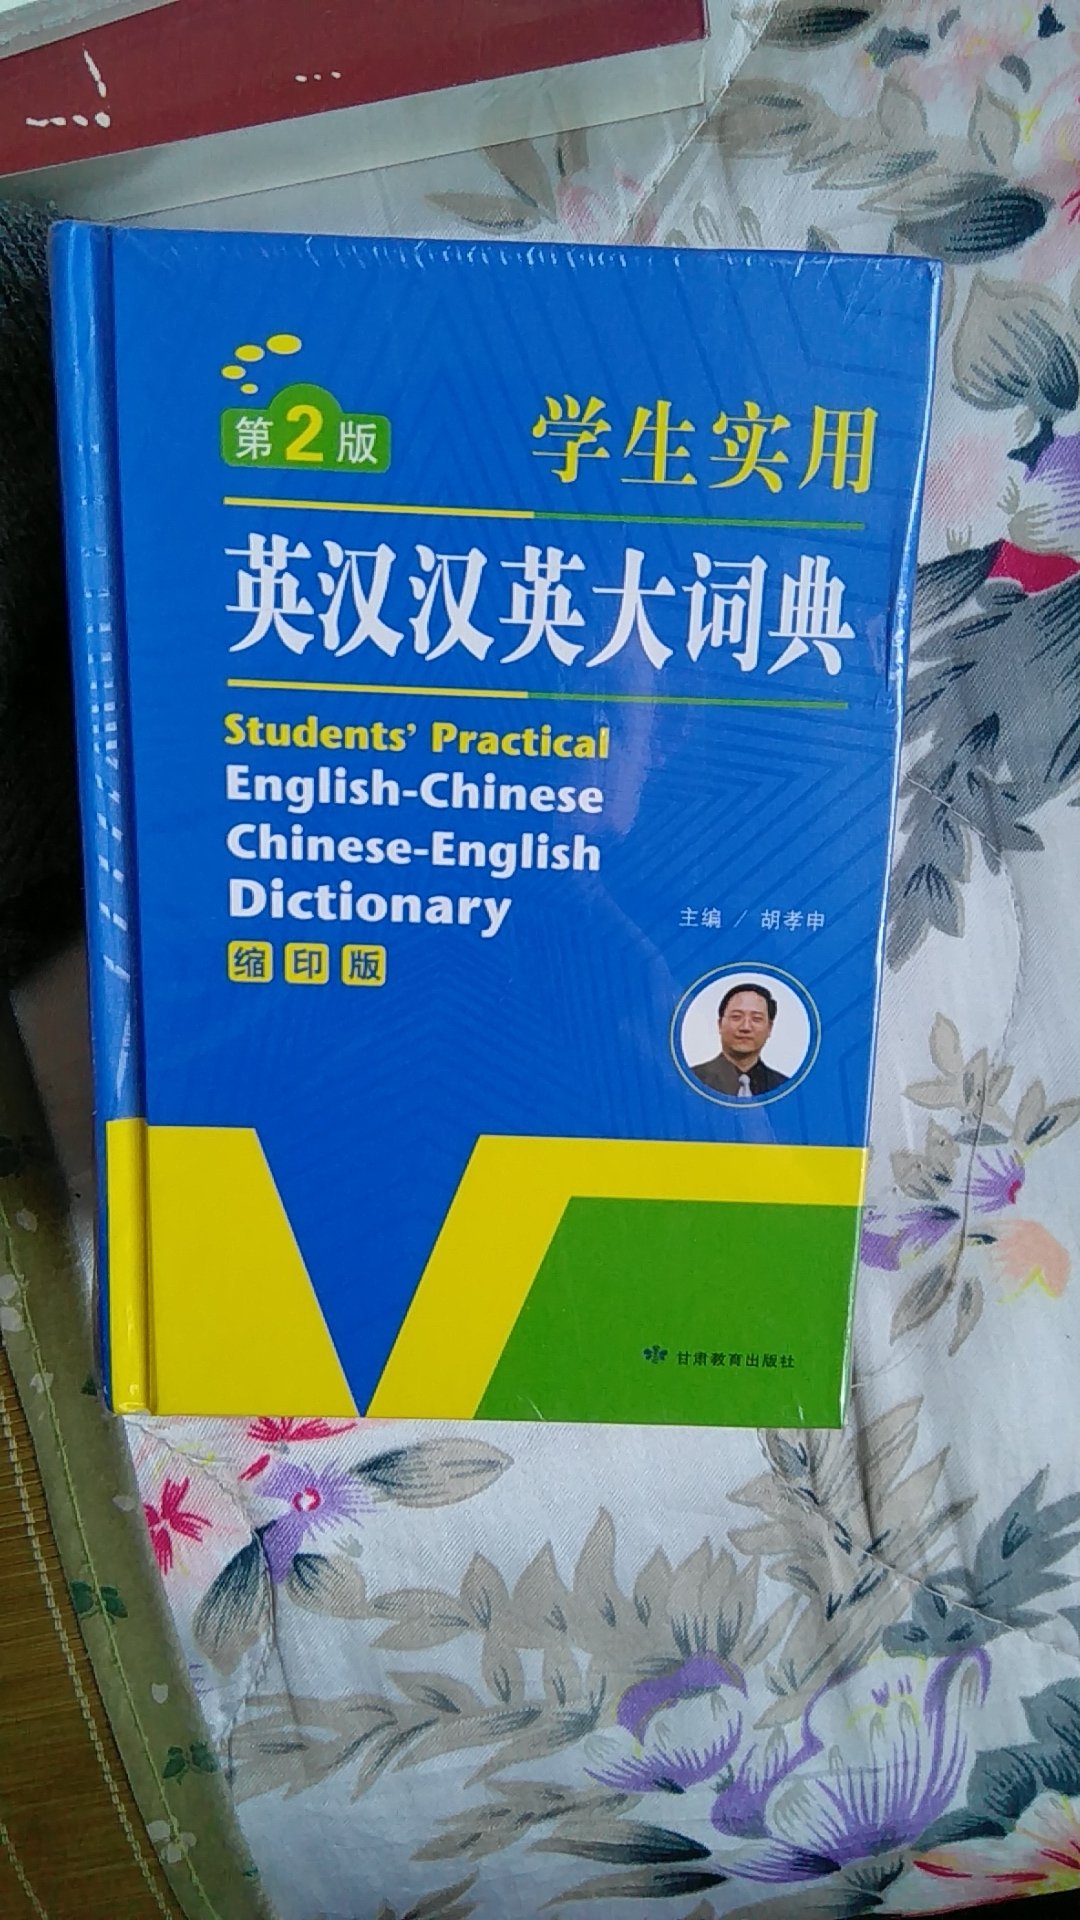 第2版
学生实用
英汉汉英大词典
Students' Practical
English-Chinese
Chinese-English
Dictionary
缩印版
主编 / 胡孝申
甘肃教育出版社